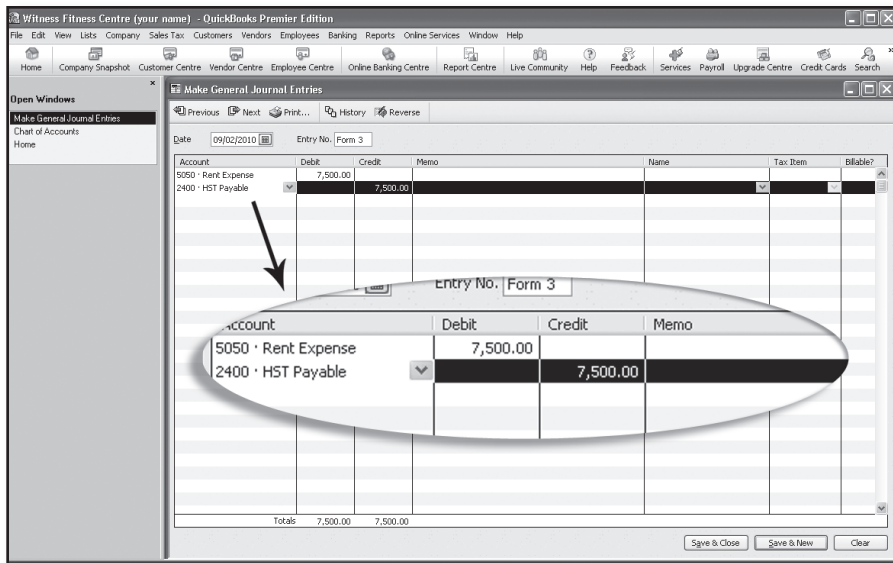 Witness Fitness Centre (your name) - QuickBooks Premier Edition
File Edit View Lists Company Sales Tax Customers Vendors Employees Banking Reports Online Services Window Help
Home Company Snapshot Customer Centre Vendor Centre Employee Centre Online Banking Centre Report Centre Live Community Help Feedback Services Payroll Upgrade Centre Credit Cards Search
Open Windows
Make General Journal Entries
Chart of Accounts
Home
Make General Journal Entries
Previous Next Print... History Reverse
Date 09/02/2010 Entry No. Form 3
Account Debit Credit Memo Name Tax Item Billable?
5050 · Rent Expense 7,500.00
2400 · HST Payable 7,500.00
Entry No. Form 3
Account Debit Credit Memo
5050 · Rent Expense 7,500.00
2400 · HST Payable 7,500.00
Totals 7,500.00 7,500.00
Save & Close Save & New Clear